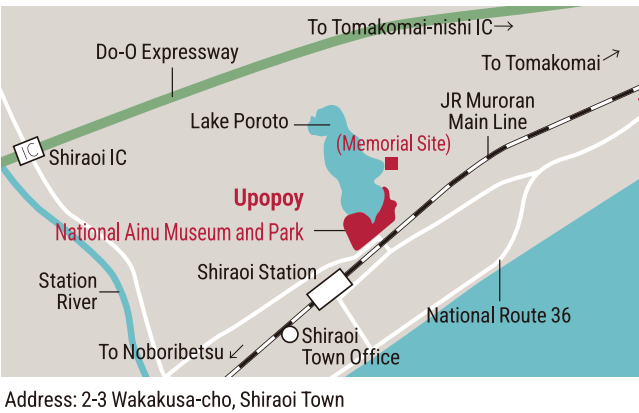 To Tomakomai-nishi IC→
Do-O Expressway
To Tomakomai
JR Muroran
Main Line
Lake Poroto
(Memorial Site)
IC
Shiraoi IC
Upopoy
National Ainu Museum and Park
Shiraoi Station
Station
River
National Route 36
Shiraoi
Town Office
To Noboribetsu
Address: 2-3 Wakakusa-cho, Shiraoi Town